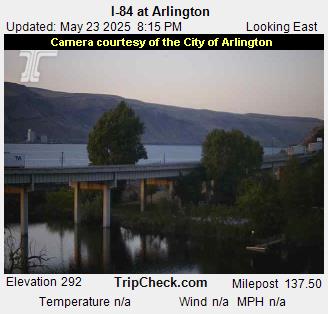 I-84 at Arlington
Updated: May 23 2025 8:15 PM Looking East
Camera courtesy of the City of Arlington
Elevation 292 TripCheck.com Milepost 137.50
Temperature n/a Wind n/a MPH n/a